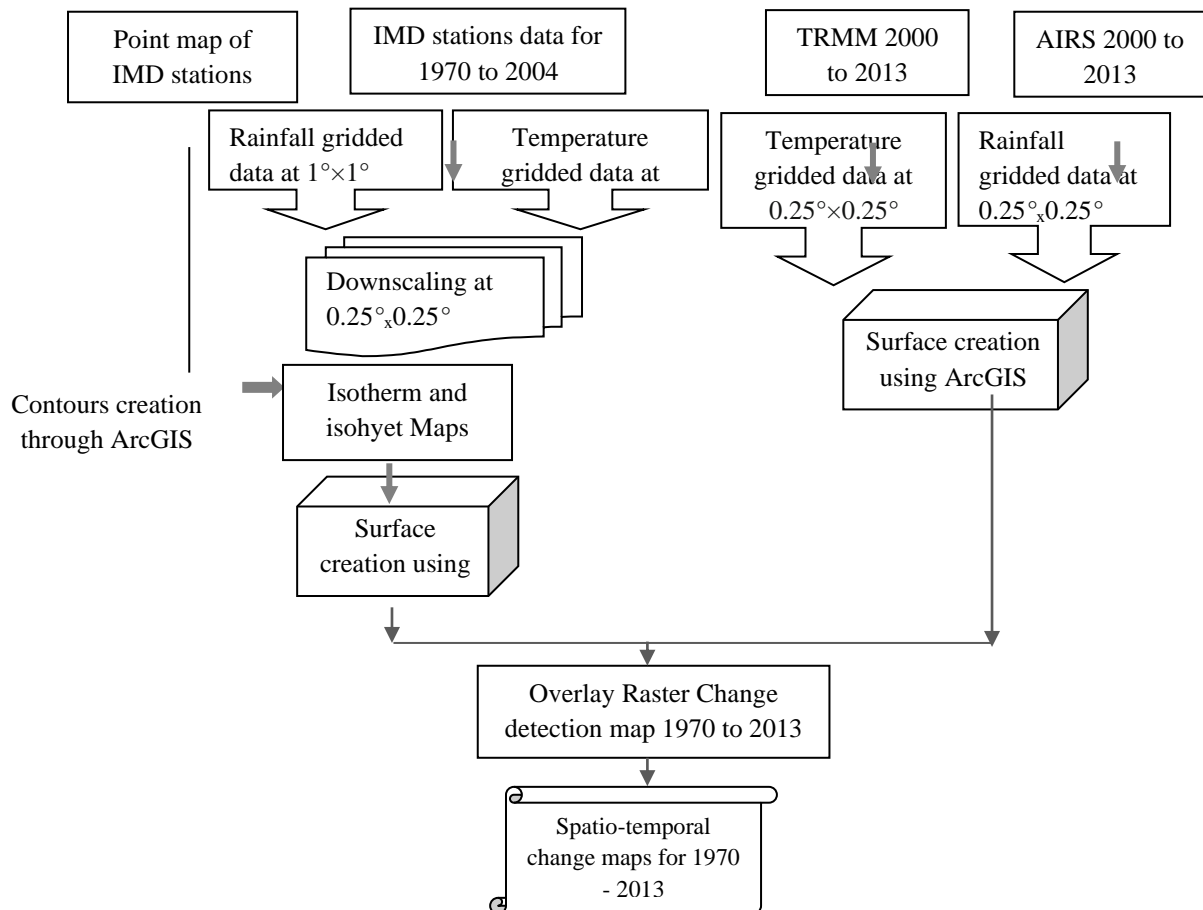 Point map of
IMD stations
IMD stations data for
1970 to 2004
TRMM 2000
to 2013
AIRS 2000 to
2013
Rainfall gridded
data at 1°×1°
Temperature
gridded data at
Temperature
gridded data at
0.25°×0.25°
Rainfall
gridded data at
0.25°x0.25°
Downscaling at
0.25°x0.25°
Surface creation
using ArcGIS
Contours creation
through ArcGIS
Isotherm and
isohyet Maps
Surface
creation using
Overlay Raster Change
detection map 1970 to 2013
Spatio-temporal
change maps for 1970
- 2013